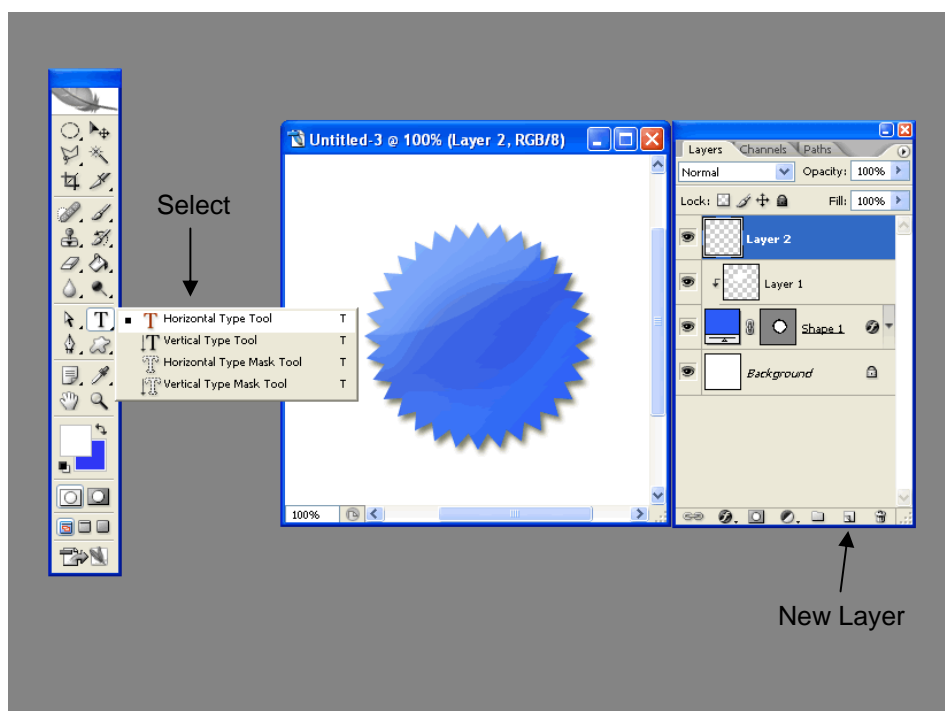 Untitled-3 @ 100% (Layer 2, RGB/8)
Layers Channels Paths
Normal Opacity: 100%
Lock: Fill: 100%
Select
Layer 2
Layer 1
T Horizontal Type Tool T
T Vertical Type Tool T
Shape 1
T Horizontal Type Mask Tool T
T Vertical Type Mask Tool T
Background
100%
New Layer